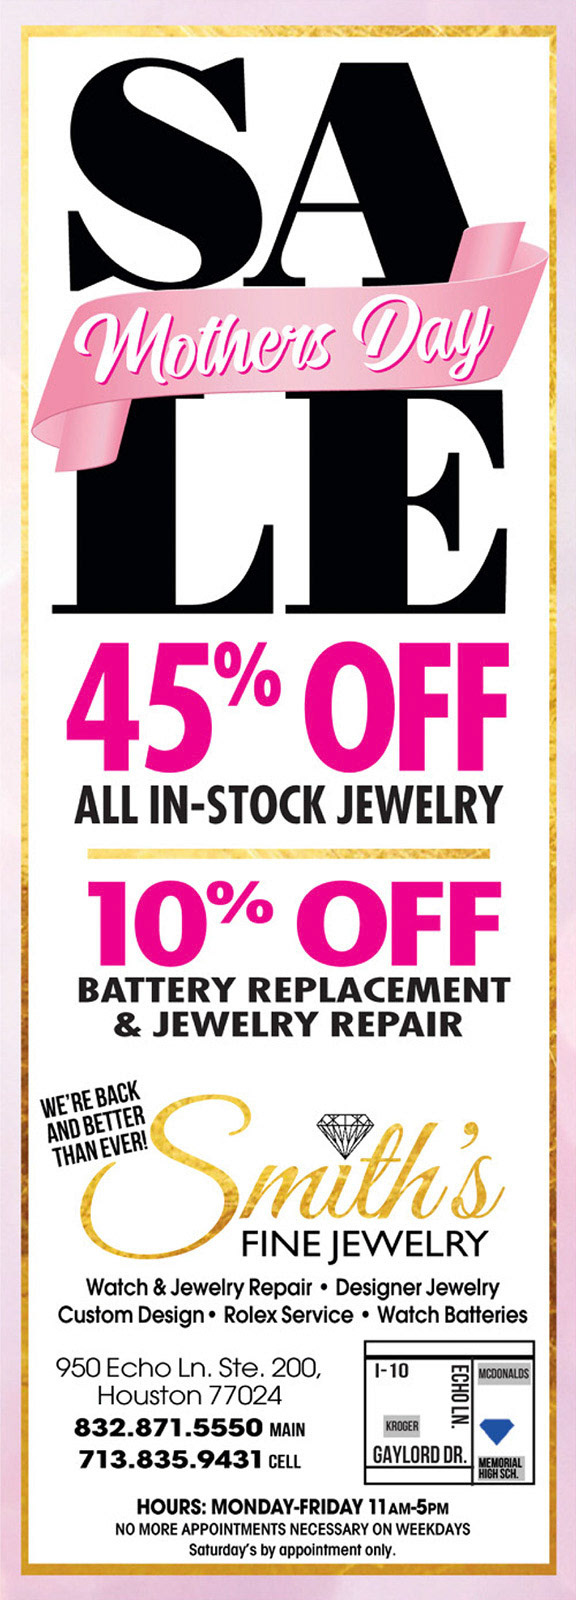 SA
Mothers Day
LE
45% OFF
ALL IN-STOCK JEWELRY
10% OFF
BATTERY REPLACEMENT
& JEWELRY REPAIR
WE'RE BACK
AND BETTER
THAN EVER!
Smith's
FINE JEWELRY
Watch & Jewelry Repair • Designer Jewelry
Custom Design • Rolex Service • Watch Batteries
950 Echo Ln. Ste. 200,
Houston 77024
832.871.5550 MAIN
713.835.9431 CELL
I-10
ECHO LN.
MCDONALDS
KROGER
GAYLORD DR.
MEMORIAL
HIGH SCH.
HOURS: MONDAY-FRIDAY 11AM-5PM
NO MORE APPOINTMENTS NECESSARY ON WEEKDAYS
Saturday's by appointment only.